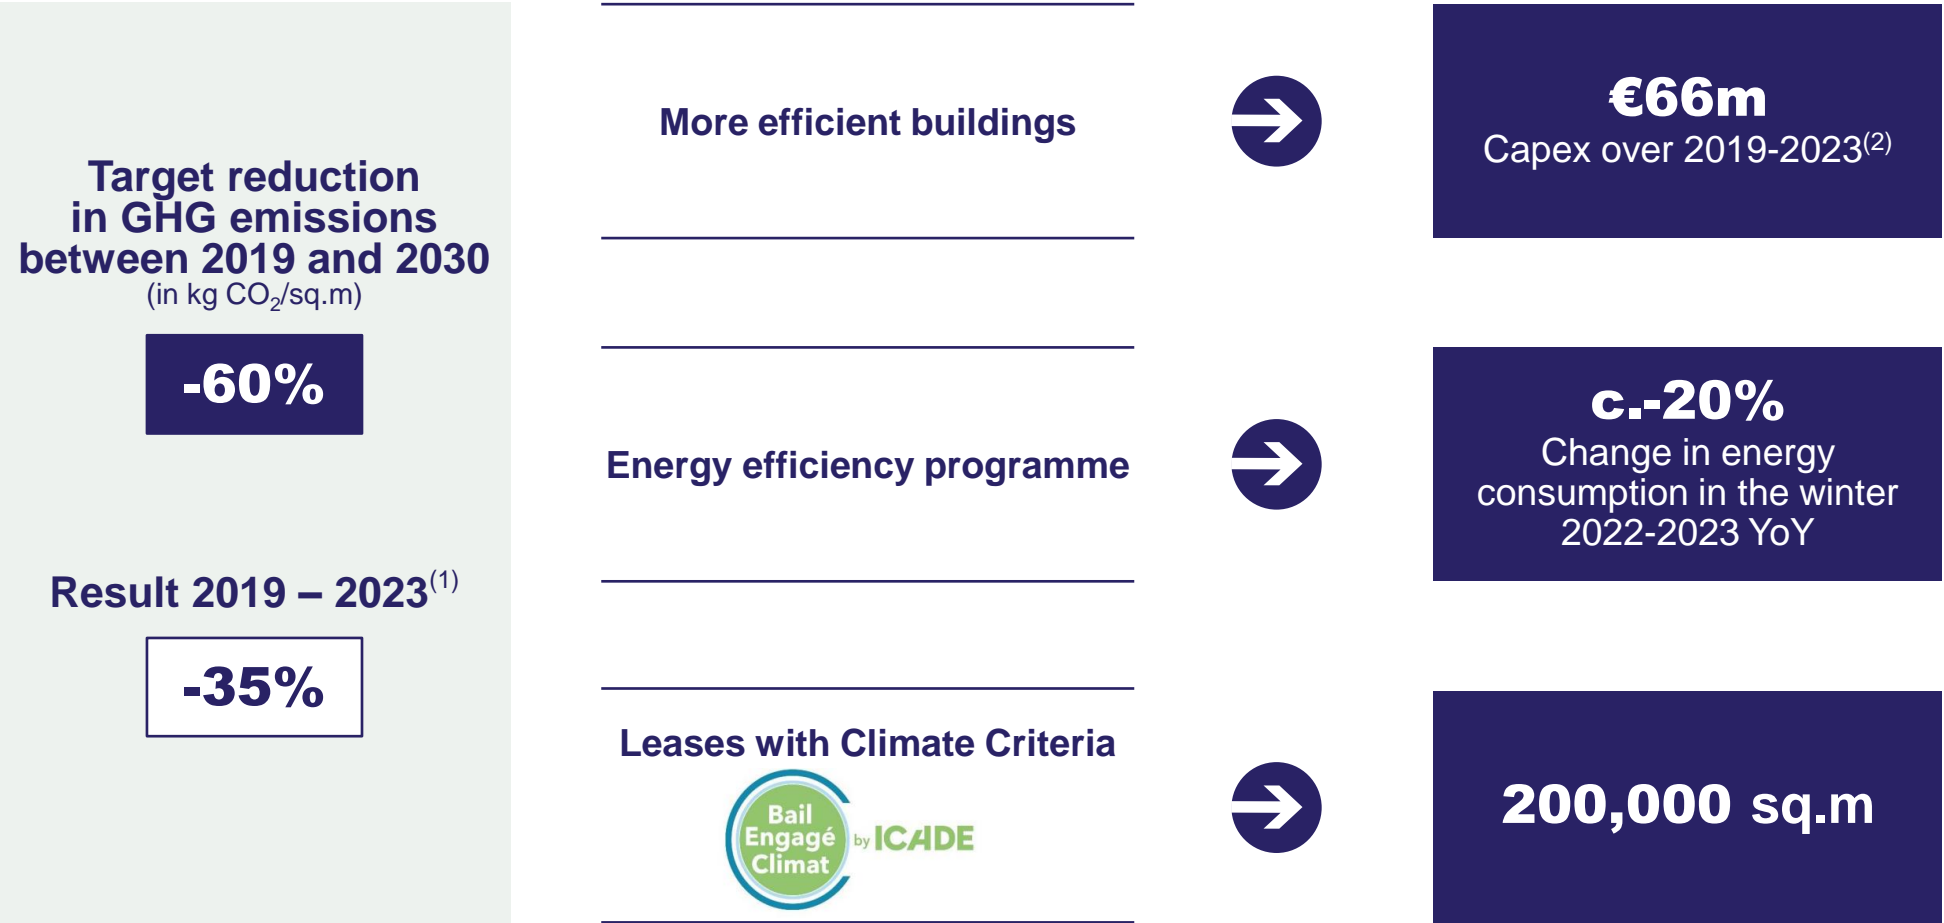 Target reduction
in GHG emissions
between 2019 and 2030
(in kg CO₂/sq.m)
-60%
Result 2019 – 2023⁽¹⁾
-35%
More efficient buildings
€66m
Capex over 2019-2023⁽²⁾
Energy efficiency programme
c.-20%
Change in energy
consumption in the winter
2022-2023 YoY
Leases with Climate Criteria
Bail
Engagé
Climat
by ICADE
200,000 sq.m